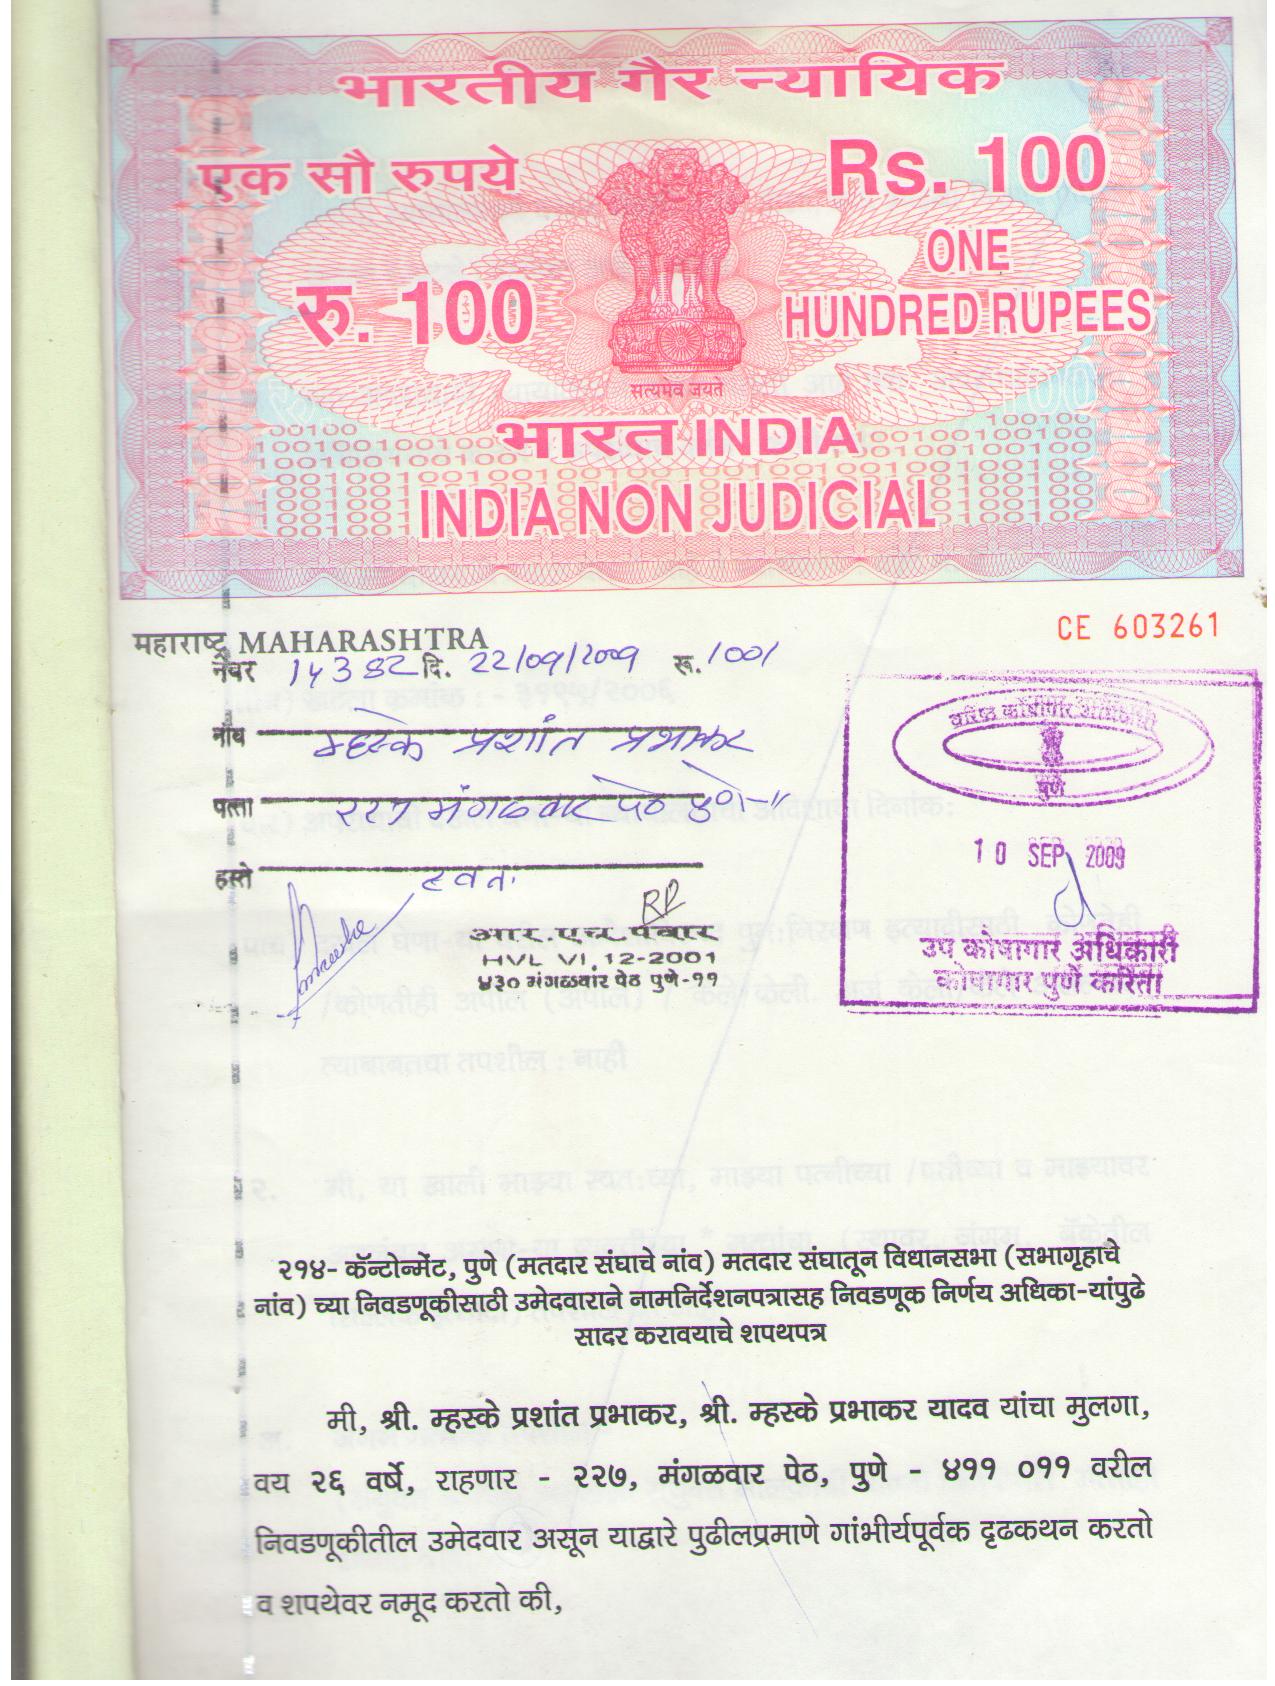 भारतीय गैर न्यायिक
एक सौ रुपये
Rs. 100
रु. 100
ONE
HUNDRED RUPEES
सत्यमेव जयते
भारत INDIA
INDIA NON JUDICIAL
महाराष्ट्र MAHARASHTRA
CE 603261
नंबर 14382 दि. 22/09/2009 रू. 100/
नांव म्हस्के प्रशांत प्रभाकर
पत्ता २२७ मंगळवार पेठ पुणे-११
हस्ते स्वतः
आर.एच.पंवार
HVL VI,12-2001
४३० मंगळवार पेठ पुणे-११
वरिष्ठ कोषागार अधिकारी
पुणे
10 SEP 2009
उप कोषागार अधिकारी
कोषागार पुणे करिता
२१४- कॅन्टोन्मेंट, पुणे (मतदार संघाचे नांव) मतदार संघातून विधानसभा (सभागृहाचे
नांव) च्या निवडणूकीसाठी उमेदवाराने नामनिर्देशनपत्रासह निवडणूक निर्णय अधिका-यांपुढे
सादर करावयाचे शपथपत्र
मी, श्री. म्हस्के प्रशांत प्रभाकर, श्री. म्हस्के प्रभाकर यादव यांचा मुलगा,
वय २६ वर्षे, राहणार - २२७, मंगळवार पेठ, पुणे - ४११ ०११ वरील
निवडणूकीतील उमेदवार असून याद्वारे पुढीलप्रमाणे गांभीर्यपूर्वक दृढकथन करतो
व शपथेवर नमूद करतो की,